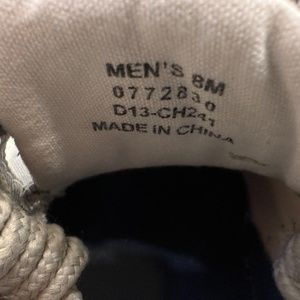 MEN'S 8M
0772830
D13-CH241
MADE IN CHINA